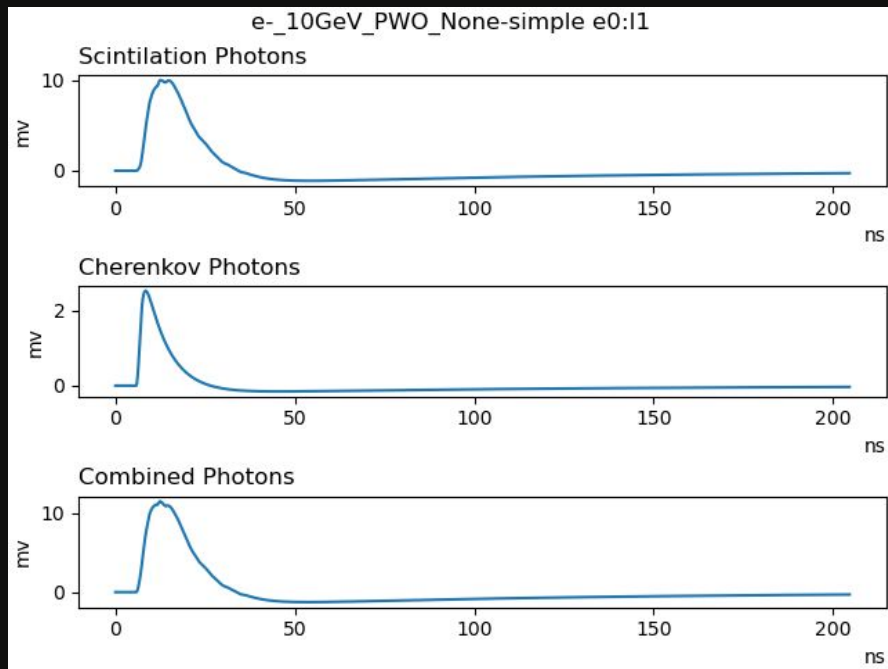 e-_10GeV_PWO_None-simple e0:l1
Scintilation Photons
10
0
mv
0 50 100 150 200
ns
Cherenkov Photons
2
0
mv
0 50 100 150 200
ns
Combined Photons
10
0
mv
0 50 100 150 200
ns